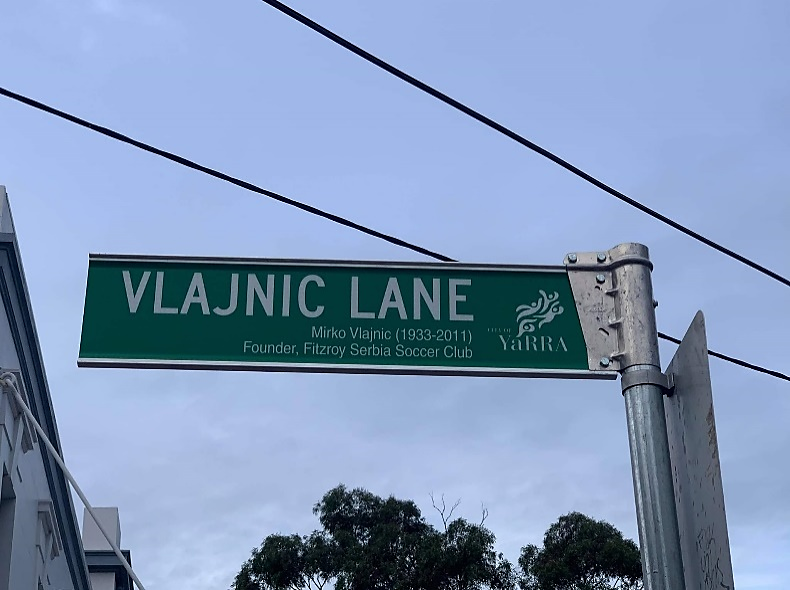 VLAJNIC LANE
Mirko Vlajnic (1933-2011)
Founder, Fitzroy Serbia Soccer Club
CITY OF
YaRRA